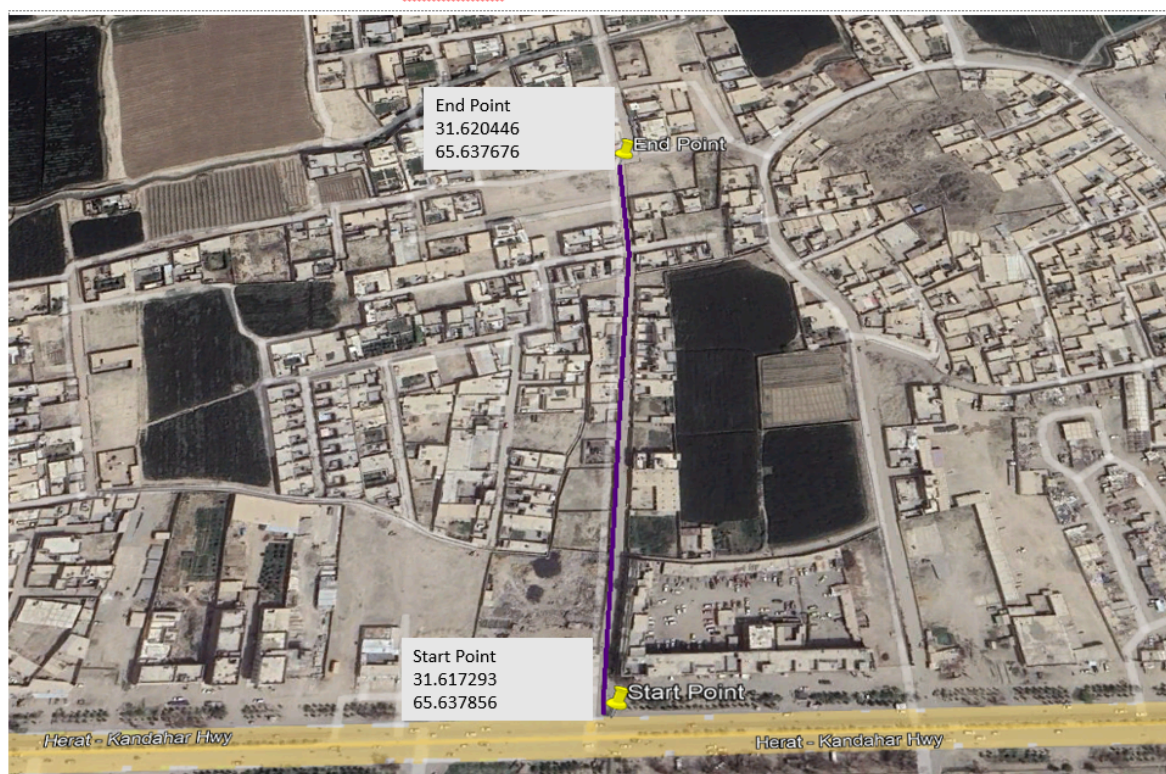 End Point
31.620446
65.637676
End Point
Start Point
31.617293
65.637856
Start Point
Herat - Kandahar Hwy
Herat - Kandahar Hwy